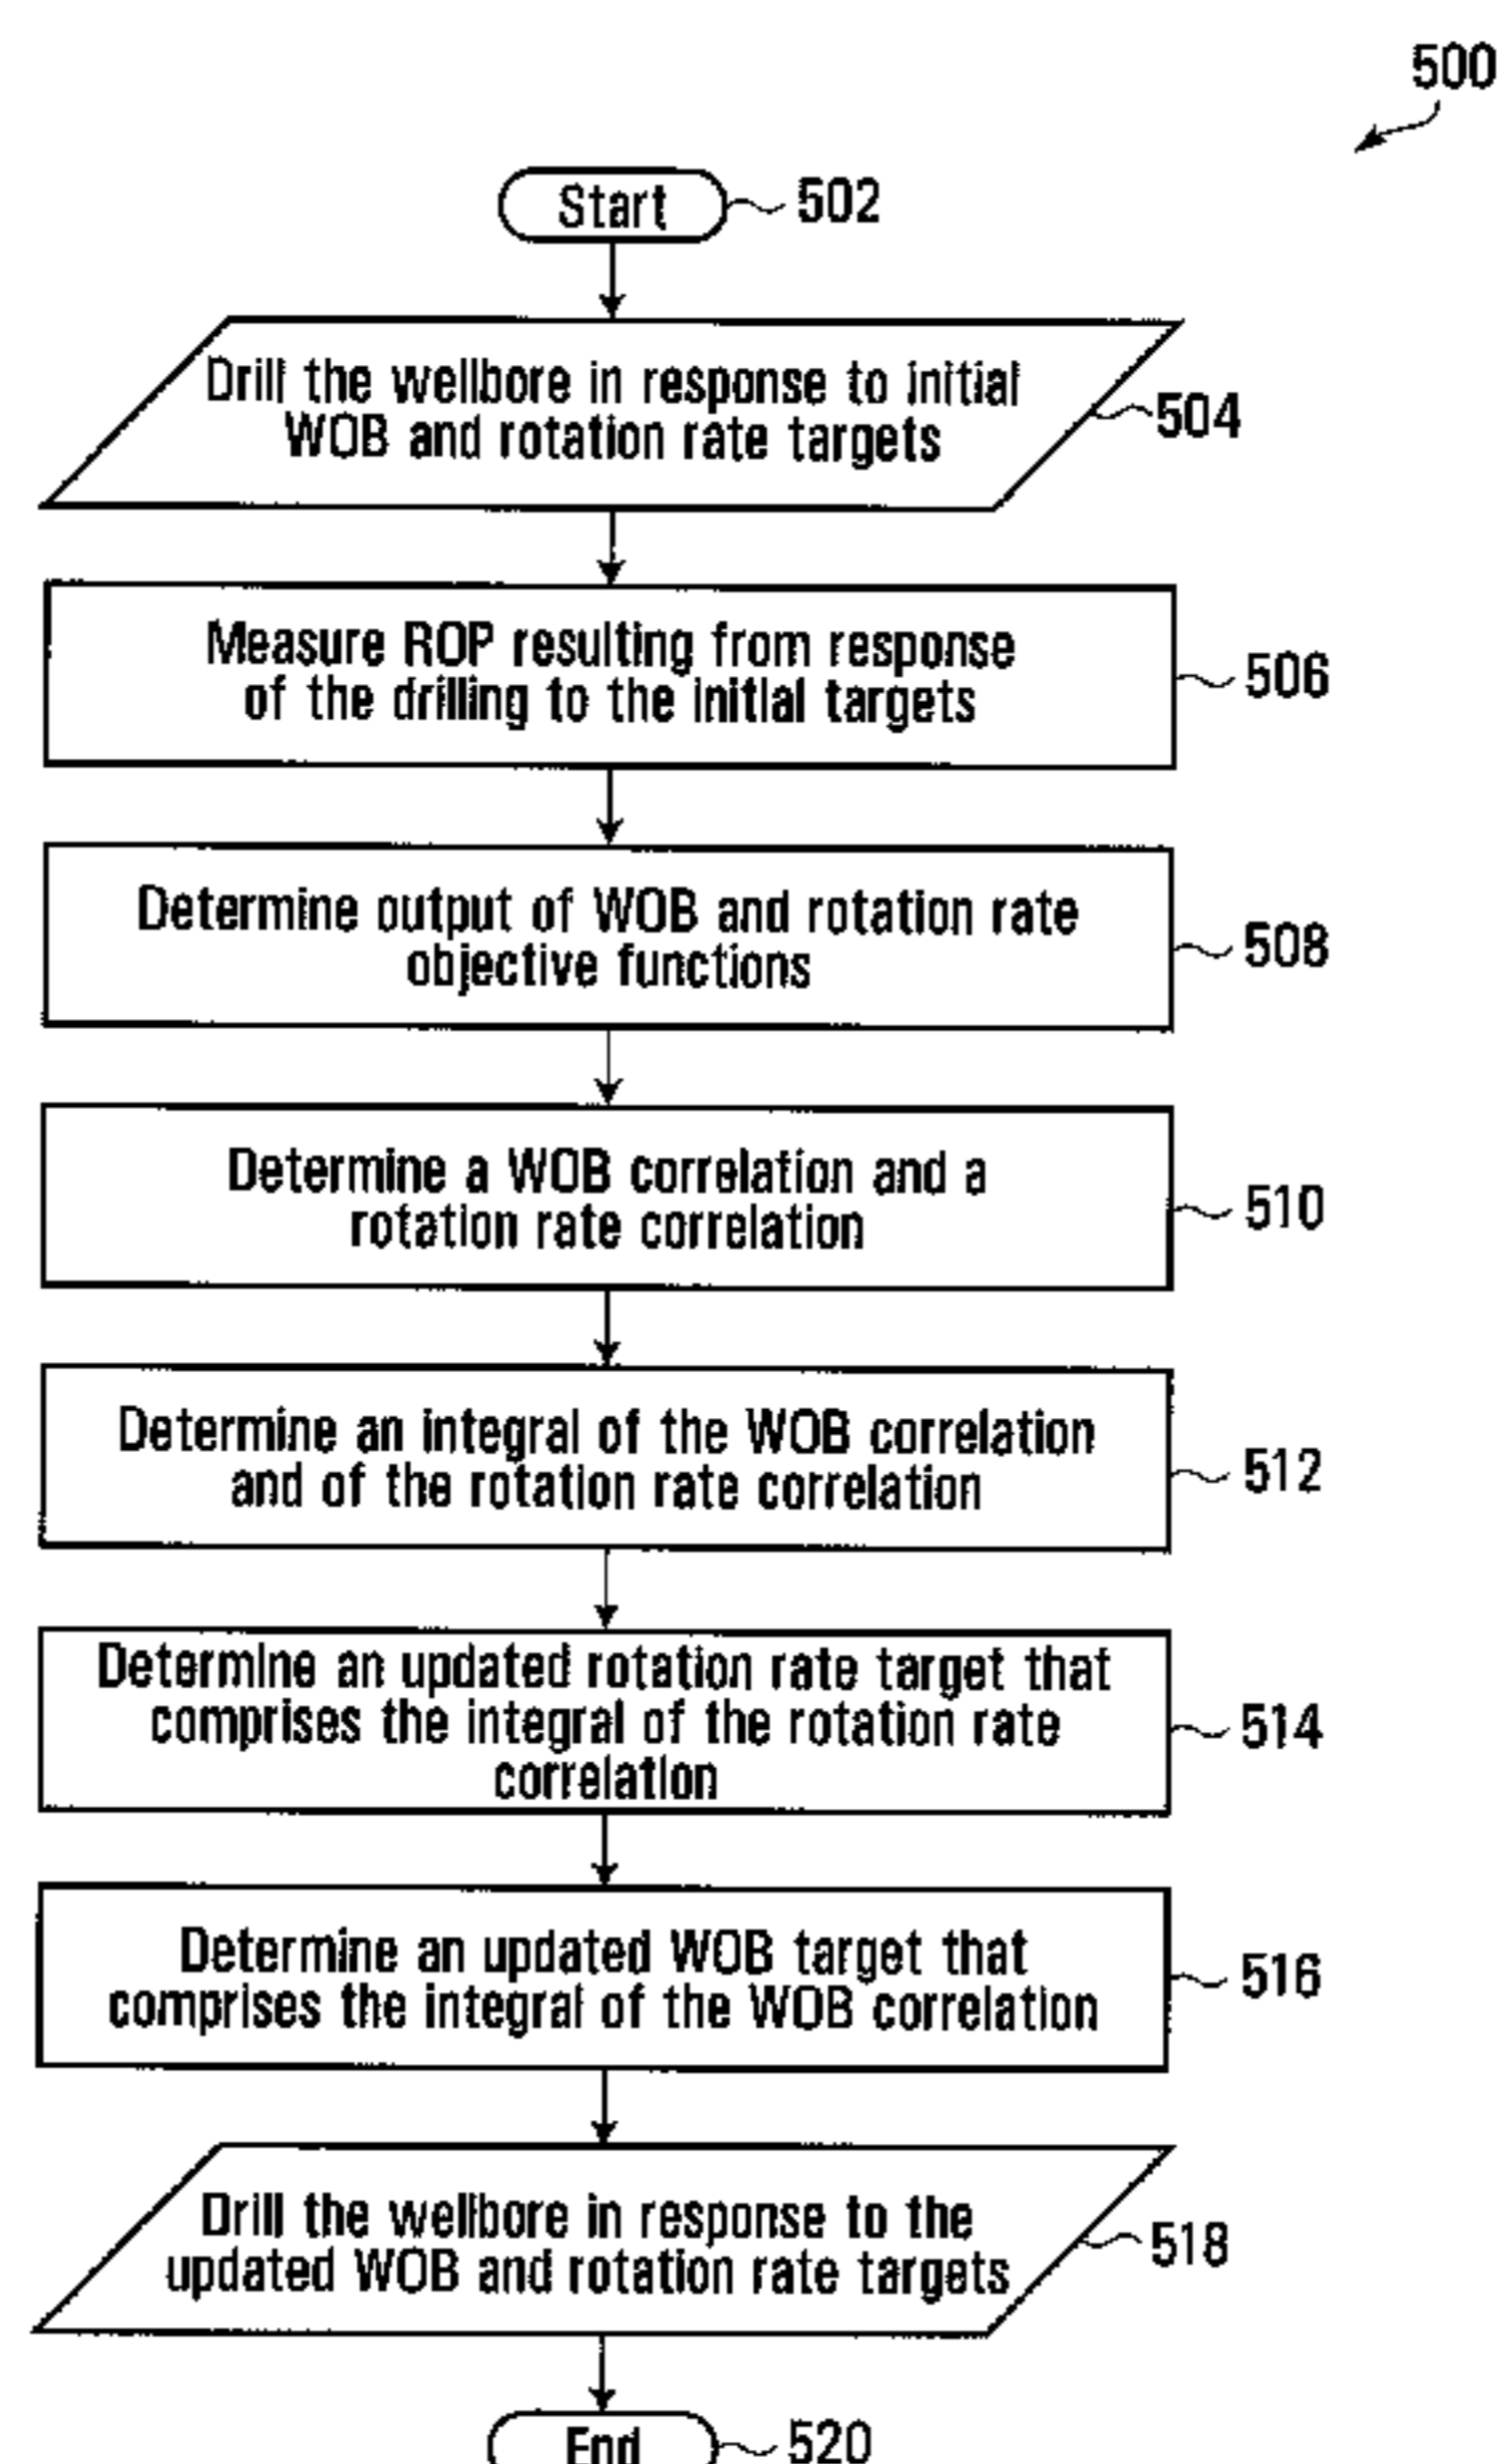 500
Start
502
Drill the wellbore in response to initial
WOB and rotation rate targets
504
Measure ROP resulting from response
of the drilling to the initial targets
506
Determine output of WOB and rotation rate
objective functions
508
Determine a WOB correlation and a
rotation rate correlation
510
Determine an integral of the WOB correlation
and of the rotation rate correlation
512
Determine an updated rotation rate target that
comprises the integral of the rotation rate
correlation
514
Determine an updated WOB target that
comprises the integral of the WOB correlation
516
Drill the wellbore in response to the
updated WOB and rotation rate targets
518
End
520